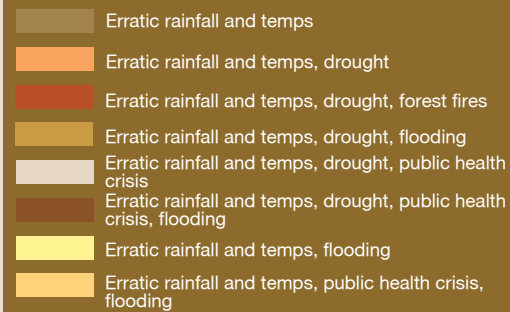 Erratic rainfall and temps
Erratic rainfall and temps, drought
Erratic rainfall and temps, drought, forest fires
Erratic rainfall and temps, drought, flooding
Erratic rainfall and temps, drought, public health
crisis
Erratic rainfall and temps, drought, public health
crisis, flooding
Erratic rainfall and temps, flooding
Erratic rainfall and temps, public health crisis,
flooding